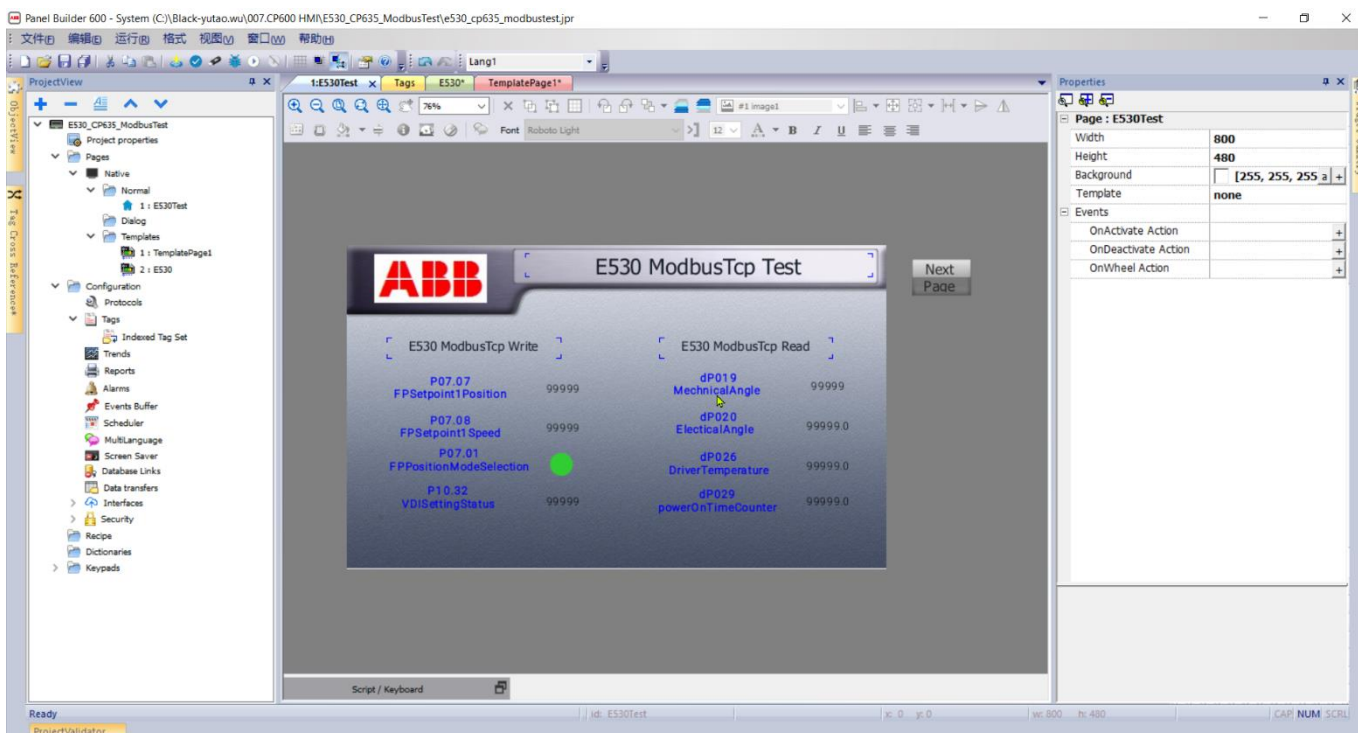 Panel Builder 600 - System (C:)\Black-yutao.wu\007.CP600 HMI\E530_CP635_ModbusTest\e530_cp635_modbustest.jpr
文件(F) 编辑(E) 运行(R) 格式 视图(V) 窗口(W) 帮助(H)
Lang1
ProjectView
1:E530Test
Tags
E530*
TemplatePage1*
Properties
ObjectView
Tag Cross References
76%
#1 image1
Font
Roboto Light
12
A
B
I
U
E530_CP635_ModbusTest
Project properties
Pages
Native
Normal
1 : E530Test
Dialog
Templates
1 : TemplatePage1
2 : E530
Configuration
Protocols
Tags
Indexed Tag Set
Trends
Reports
Alarms
Events Buffer
Scheduler
MultiLanguage
Screen Saver
Database Links
Data transfers
Interfaces
Security
Recipe
Dictionaries
Keypads
ABB
E530 ModbusTcp Test
Next
Page
E530 ModbusTcp Write
E530 ModbusTcp Read
P07.07
FPSetpoint1Position
99999
dP019
MechnicalAngle
99999
P07.08
FPSetpoint1Speed
99999
dP020
ElecticalAngle
99999.0
P07.01
FPPositionModeSelection
dP026
DriverTemperature
99999.0
P10.32
VDISettingStatus
99999
dP029
powerOnTimeCounter
99999.0
Page : E530Test
Width 800
Height 480
Background [255, 255, 255 a +
Template none
Events
OnActivate Action +
OnDeactivate Action +
OnWheel Action +
Script / Keyboard
Ready
id: E530Test
x: 0 y: 0
w: 800 h: 480
CAP NUM SCRL
ProjectValidator